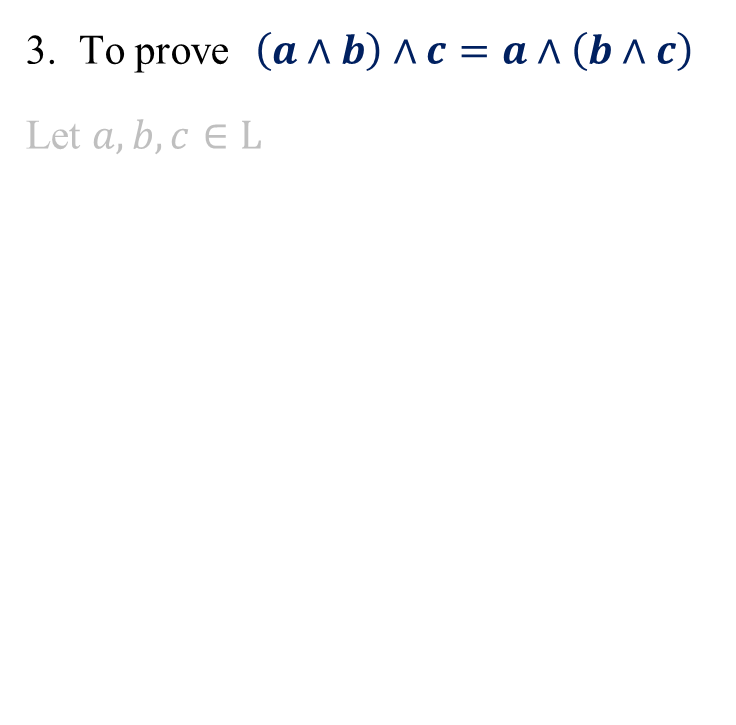 3. To prove (a ∧ b) ∧ c = a ∧ (b ∧ c)
Let a, b, c ∈ L